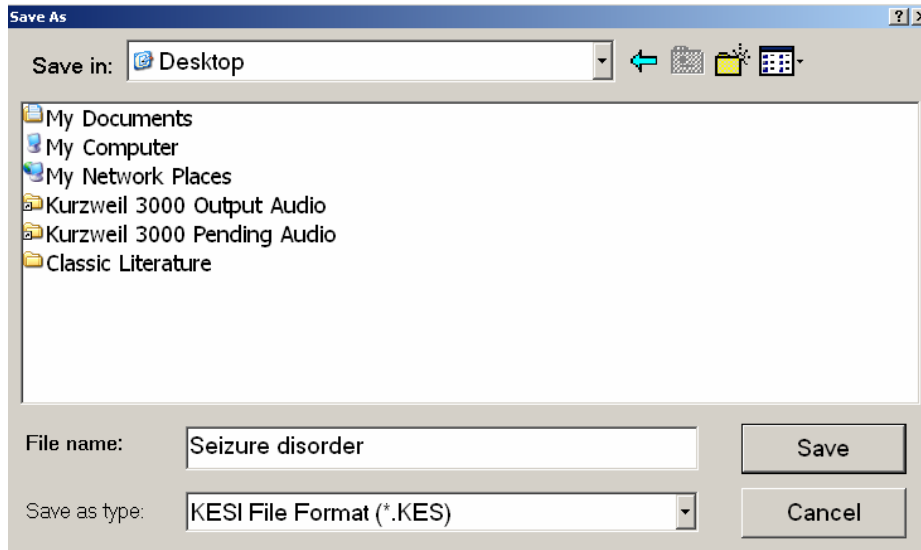 Save As
Save in: Desktop
My Documents
My Computer
My Network Places
Kurzweil 3000 Output Audio
Kurzweil 3000 Pending Audio
Classic Literature
File name: Seizure disorder Save
Save as type: KESI File Format (*.KES) Cancel